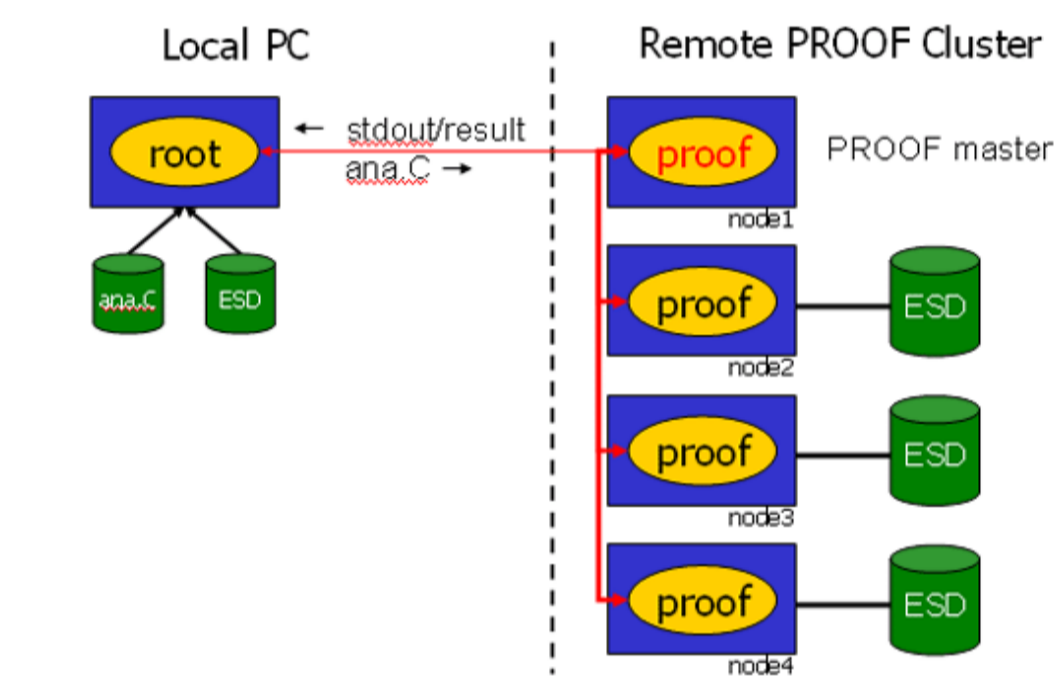 Local PC
Remote PROOF Cluster
root
← stdout/result
ana.C →
proof
PROOF master
node1
ana.C
ESD
proof
ESD
node2
proof
ESD
node3
proof
ESD
node4